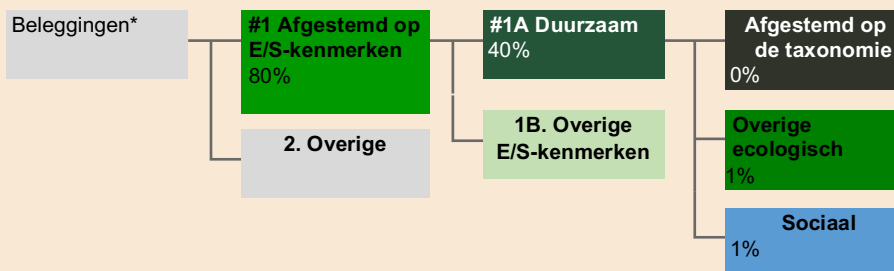 Beleggingen*
#1 Afgestemd op
E/S-kenmerken
80%
2. Overige
#1A Duurzaam
40%
1B. Overige
E/S-kenmerken
Afgestemd op
de taxonomie
0%
Overige
ecologisch
1%
Sociaal
1%